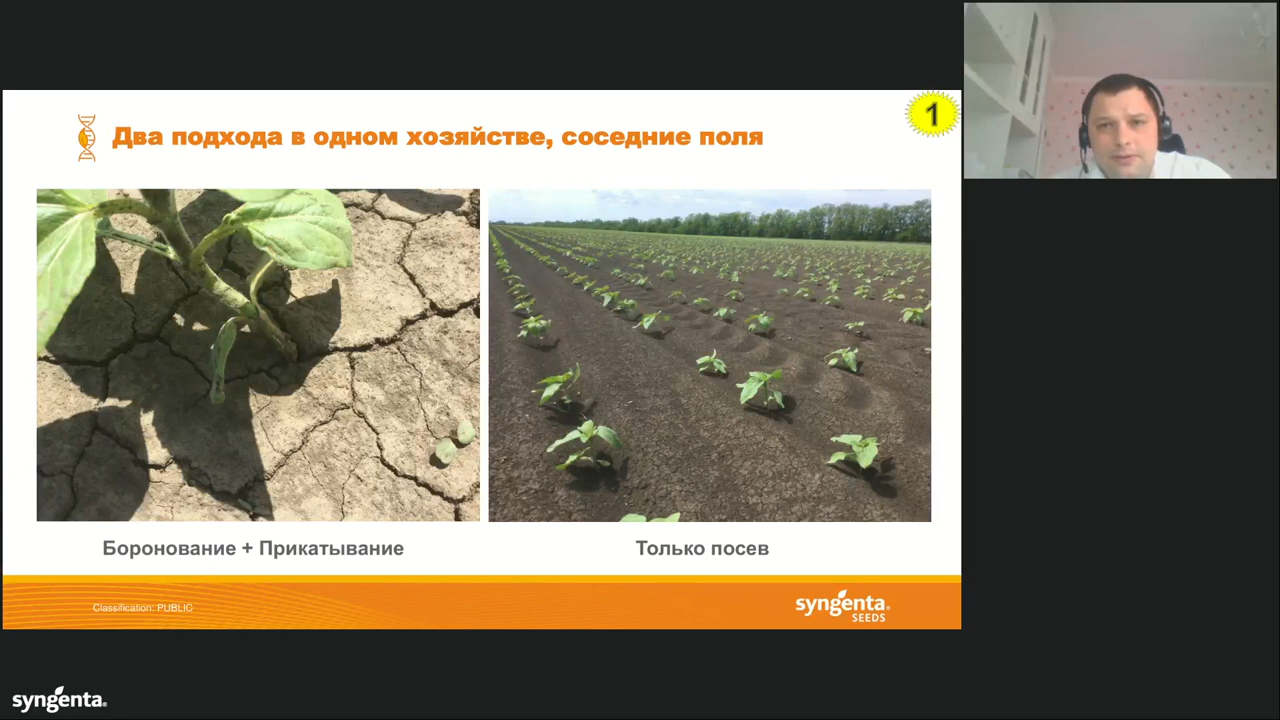 Два подхода в одном хозяйстве, соседние поля
1
Боронование + Прикатывание
Только посев
Classification: PUBLIC
syngenta
SEEDS
syngenta